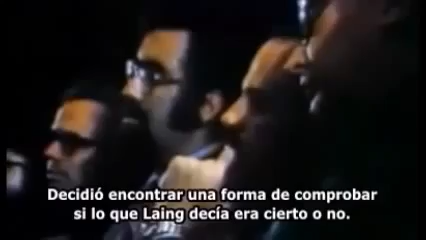 Decidió encontrar una forma de comprobar
si lo que Laing decía era cierto o no.